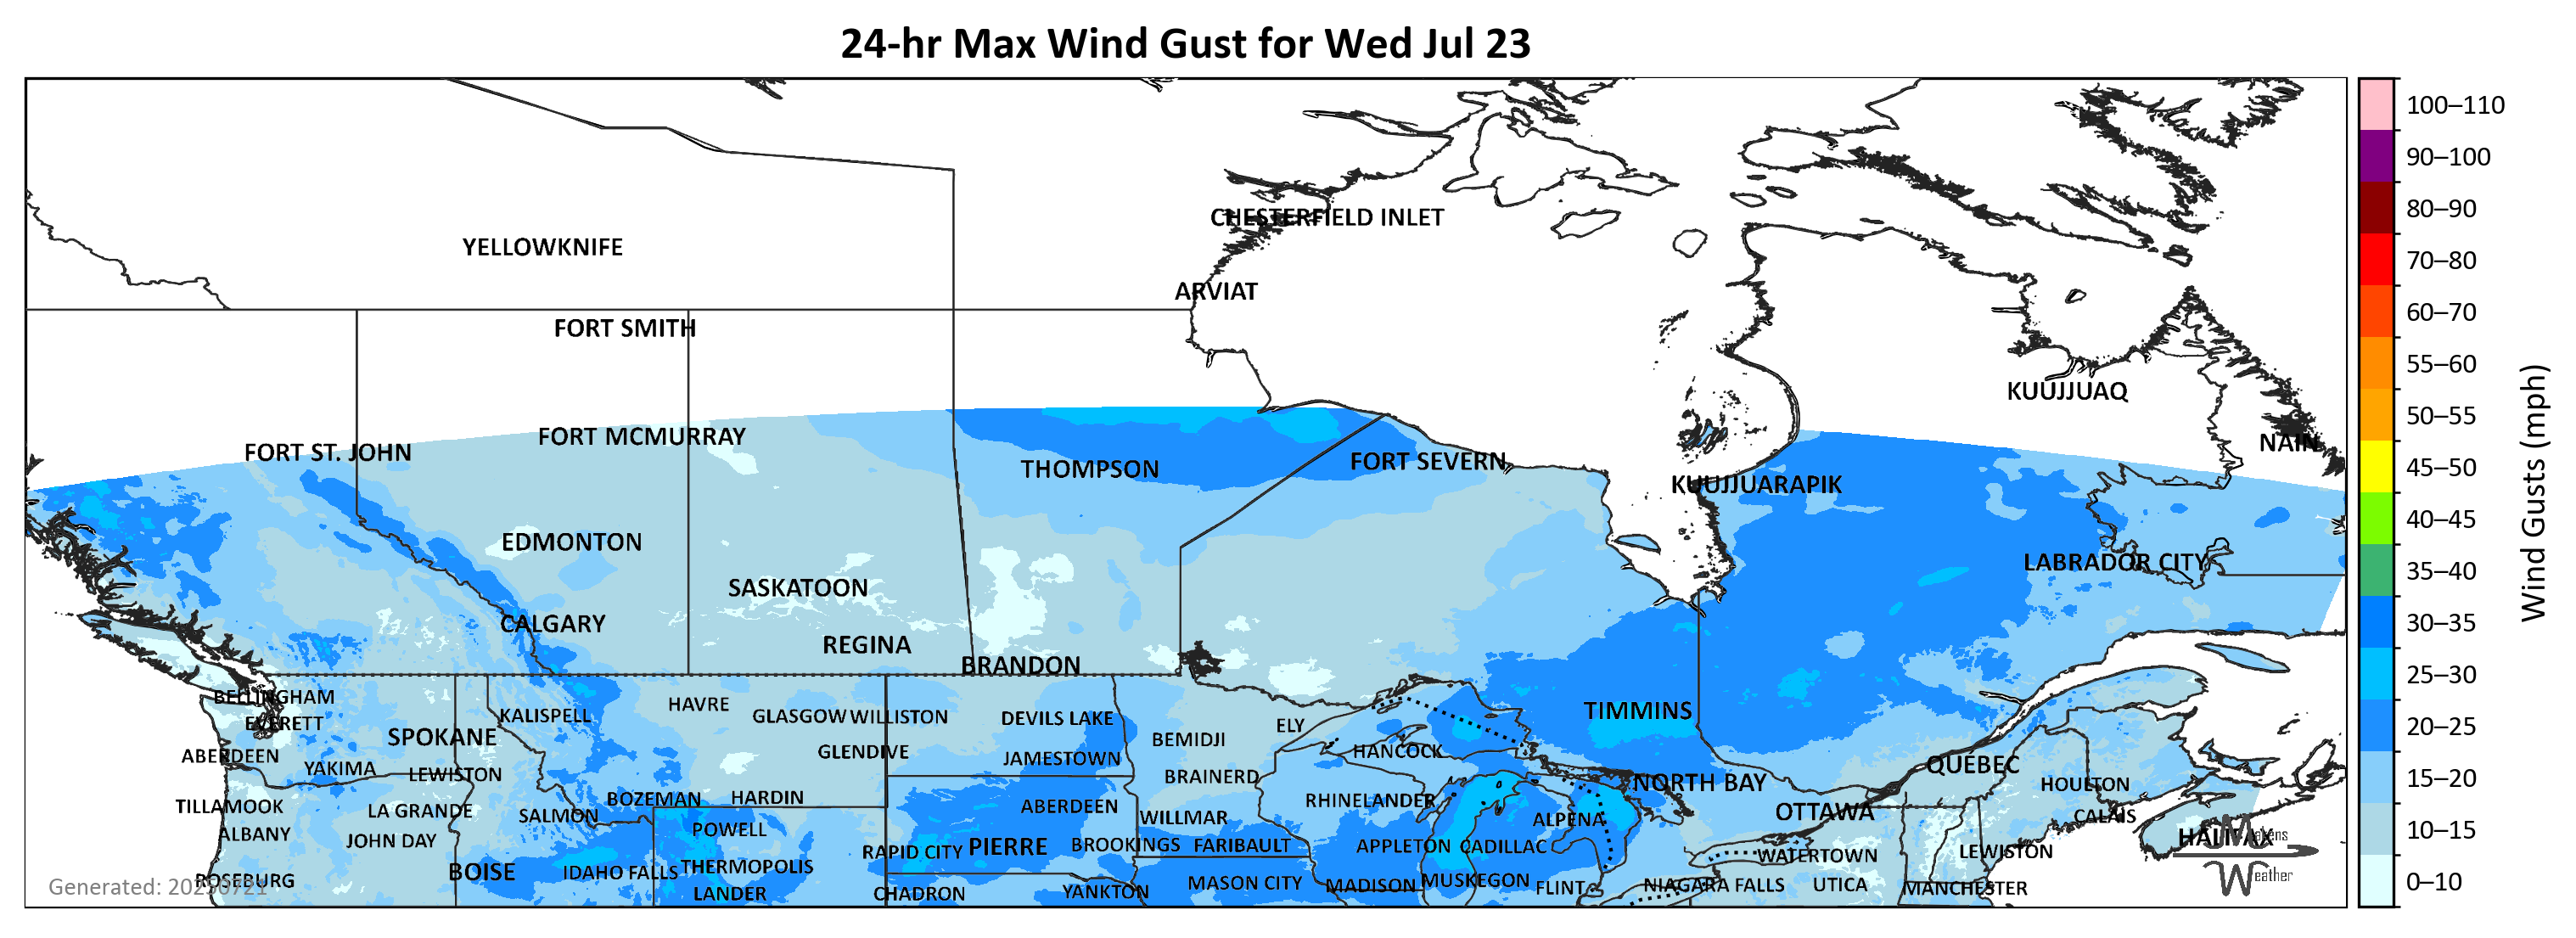 24-hr Max Wind Gust for Wed Jul 23
CHESTERFIELD INLET
YELLOWKNIFE
ARVIAT
FORT SMITH
KUUJJUAQ
FORT MCMURRAY
NAIN
FORT ST. JOHN
FORT SEVERN
THOMPSON
KUUJJUARAPIK
EDMONTON
LABRADOR CITY
SASKATOON
CALGARY
REGINA
BRANDON
BELLINGHAM
HAVRE
TIMMINS
KALISPELL
GLASGOW
WILLISTON
DEVILS LAKE
EVERETT
ELY
SPOKANE
BEMIDJI
HANCOCK
GLENDIVE
ABERDEEN
JAMESTOWN
QUÉBEC
YAKIMA
LEWISTON
BRAINERD
NORTH BAY
HOULTON
BOZEMAN
HARDIN
RHINELANDER
TILLAMOOK
ABERDEEN
LA GRANDE
OTTAWA
SALMON
WILLMAR
CALAIS
ALPENA
POWELL
ALBANY
HALIFAX
JOHN DAY
PIERRE
BROOKINGS
FARIBAULT
APPLETON
CADILLAC
RAPID CITY
LEWISTON
WATERTOWN
THERMOPOLIS
BOISE
IDAHO FALLS
ROSEBURG
MUSKEGON
MASON CITY
MADISON
NIAGARA FALLS
UTICA
FLINT
MANCHESTER
YANKTON
LANDER
CHADRON
Generated: 20250721
Makens
Weather
100–110
90–100
80–90
70–80
60–70
55–60
50–55
45–50
40–45
35–40
30–35
25–30
20–25
15–20
10–15
0–10
Wind Gusts (mph)